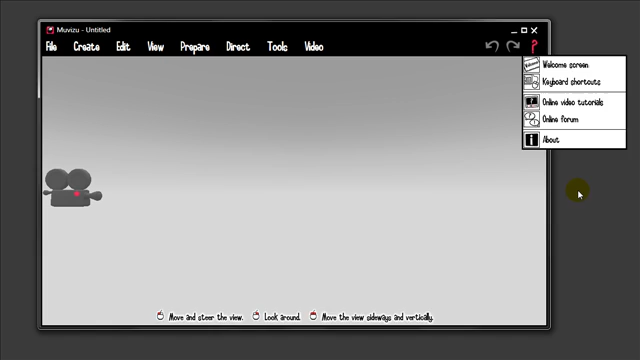 Muvizu - Untitled
File Create Edit View Prepare Direct Tools Video ?
Welcome screen
Keyboard shortcuts
Online video tutorials
Online forum
About
Move and steer the view. Look around. Move the view sideways and vertically.